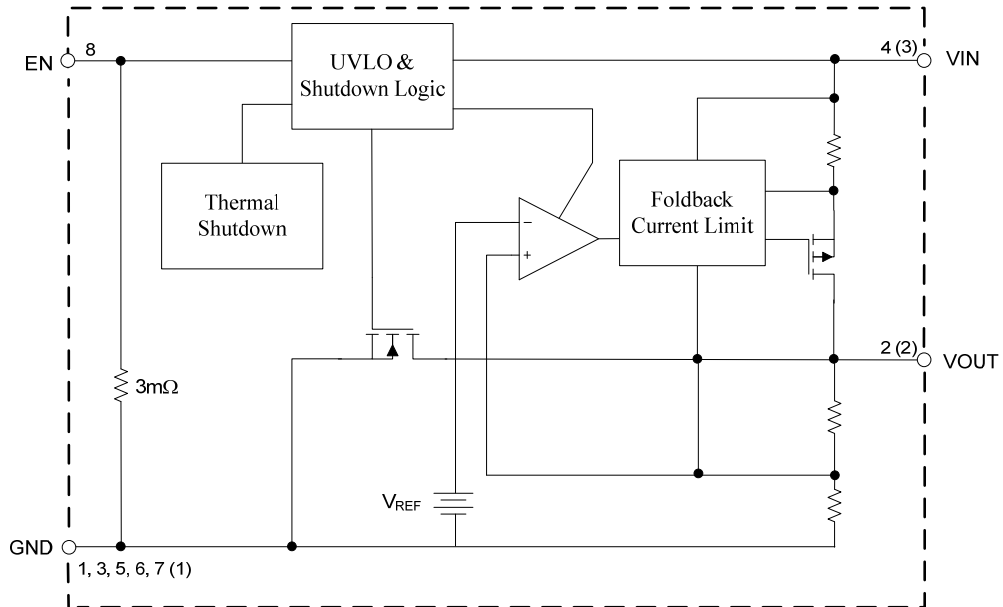 8
EN
UVLO &
Shutdown Logic
4 (3)
VIN
Thermal
Shutdown
Foldback
Current Limit
−
+
2 (2)
VOUT
3mΩ
VREF
GND
1, 3, 5, 6, 7 (1)